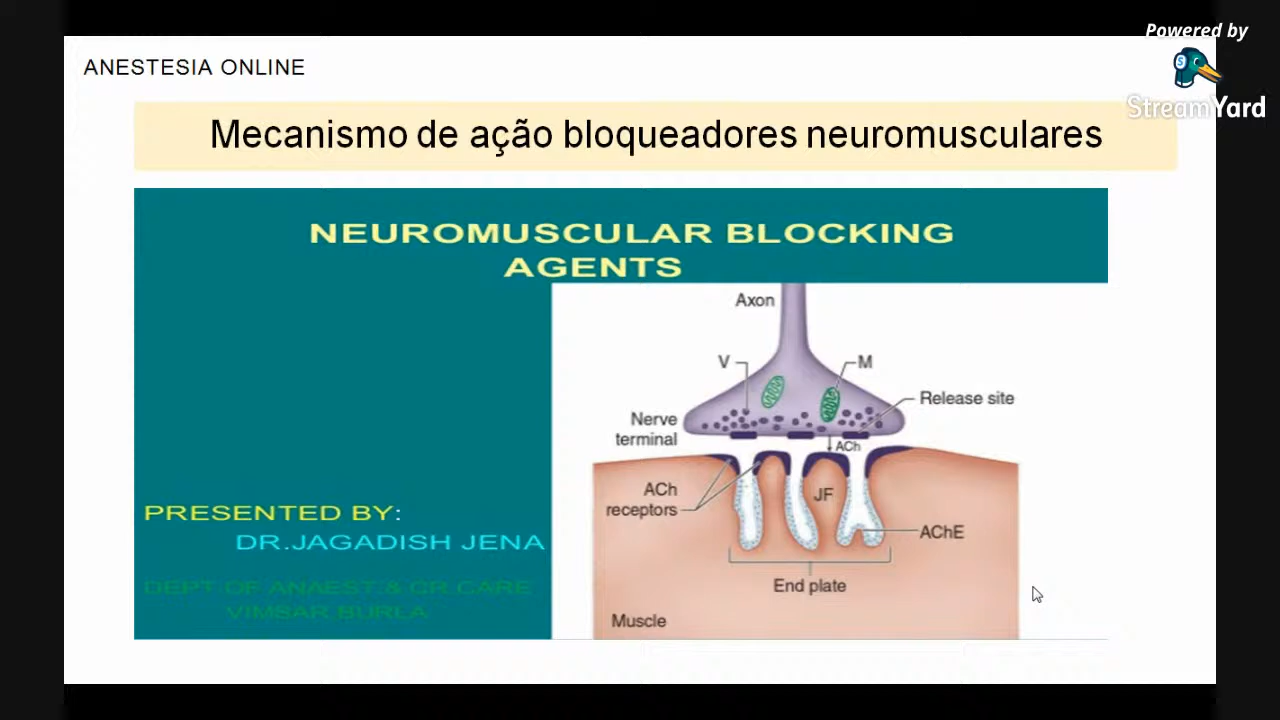 Powered by
StreamYard
ANESTESIA ONLINE
Mecanismo de ação bloqueadores neuromusculares
NEUROMUSCULAR BLOCKING
AGENTS
Axon
V
M
Release site
Nerve
terminal
ACh
ACh
receptors
JF
AChE
End plate
Muscle
PRESENTED BY:
DR.JAGADISH JENA
DEPT OF ANAEST.& CR CARE
VIMSAR BURLA